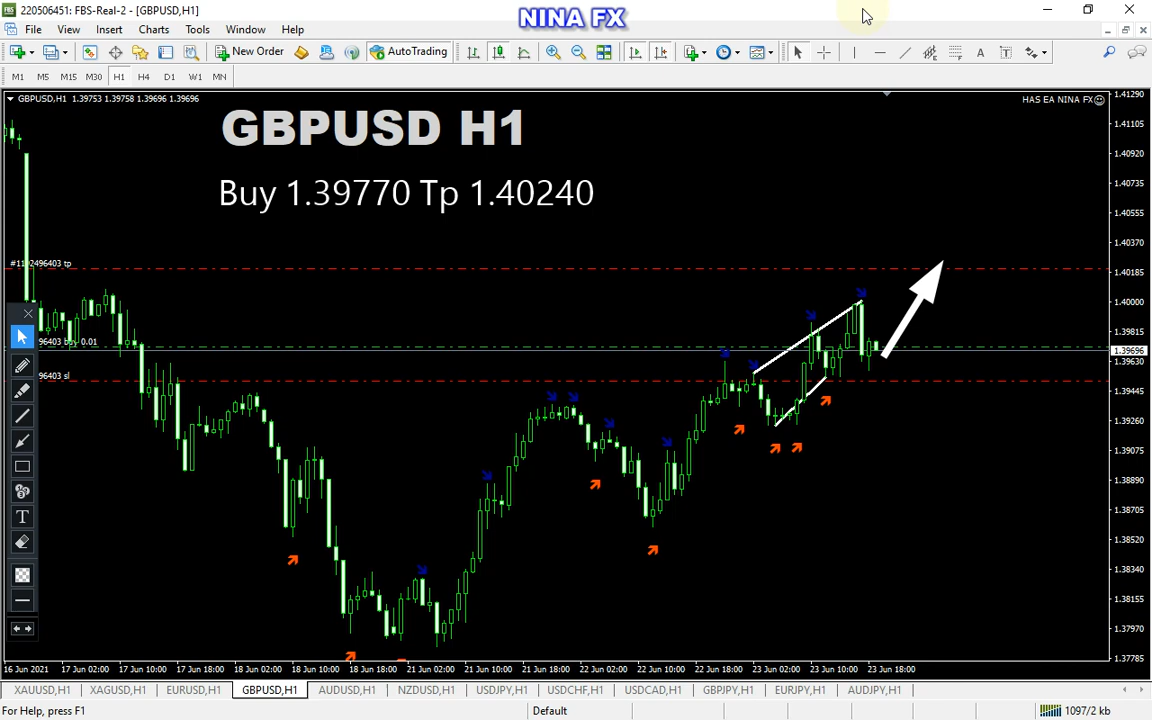 220506451: FBS-Real-2 - [GBPUSD,H1]
NINA FX
File View Insert Charts Tools Window Help
New Order AutoTrading
M1 M5 M15 M30 H1 H4 D1 W1 MN
GBPUSD,H1 1.39753 1.39758 1.39696 1.39696
HAS EA NINA FX
GBPUSD H1
Buy 1.39770 Tp 1.40240
1.41290
1.41105
1.40920
1.40735
1.40555
1.40370
1.40185
1.40000
1.39815
1.39696
1.39630
1.39445
1.39260
1.39075
1.38890
1.38705
1.38520
1.38340
1.38155
1.37970
1.37785
96403 buy 0.01
96403 sl
16 Jun 2021 17 Jun 02:00 17 Jun 10:00 17 Jun 18:00 18 Jun 02:00 18 Jun 10:00 18 Jun 18:00 21 Jun 02:00 21 Jun 10:00 21 Jun 18:00 22 Jun 02:00 22 Jun 10:00 22 Jun 18:00 23 Jun 02:00 23 Jun 10:00 23 Jun 18:00
XAUUSD,H1 XAGUSD,H1 EURUSD,H1 GBPUSD,H1 AUDUSD,H1 NZDUSD,H1 USDJPY,H1 USDCHF,H1 USDCAD,H1 GBPJPY,H1 EURJPY,H1 AUDJPY,H1
For Help, press F1 Default 1097/2 kb